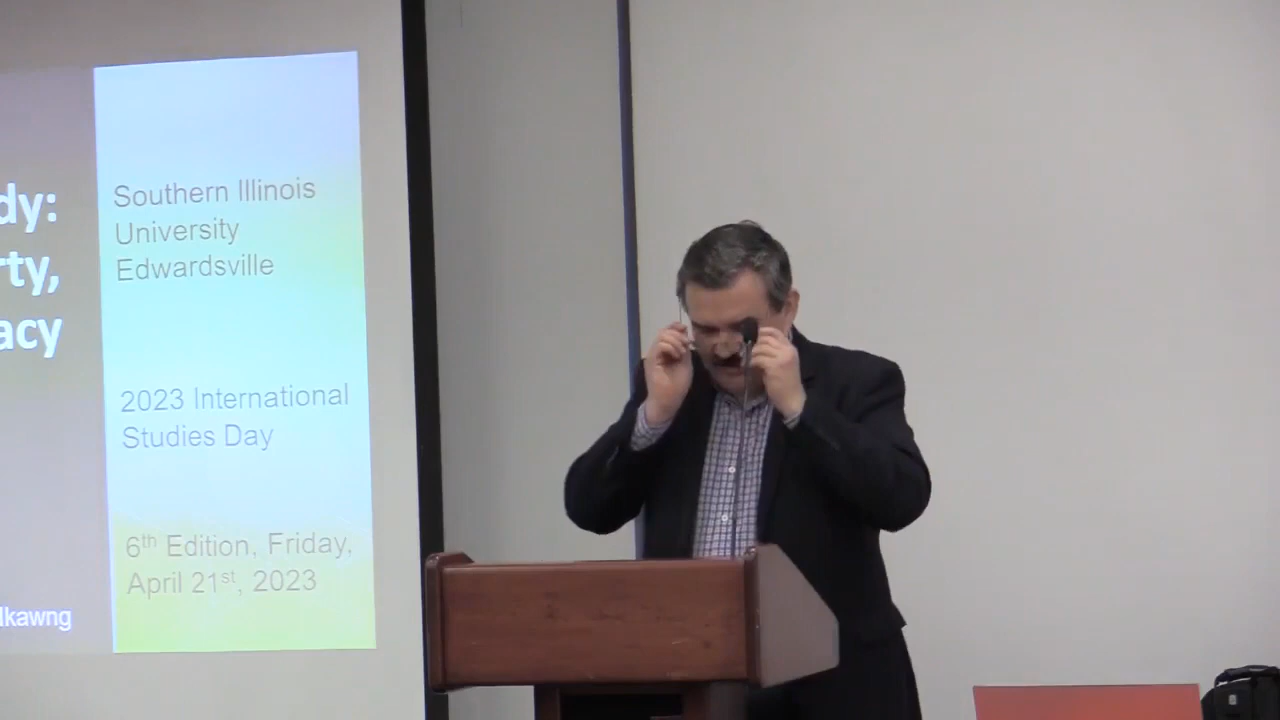 dy:
rty,
acy
lkawng
Southern Illinois
University
Edwardsville
2023 International
Studies Day
6th Edition, Friday,
April 21st, 2023